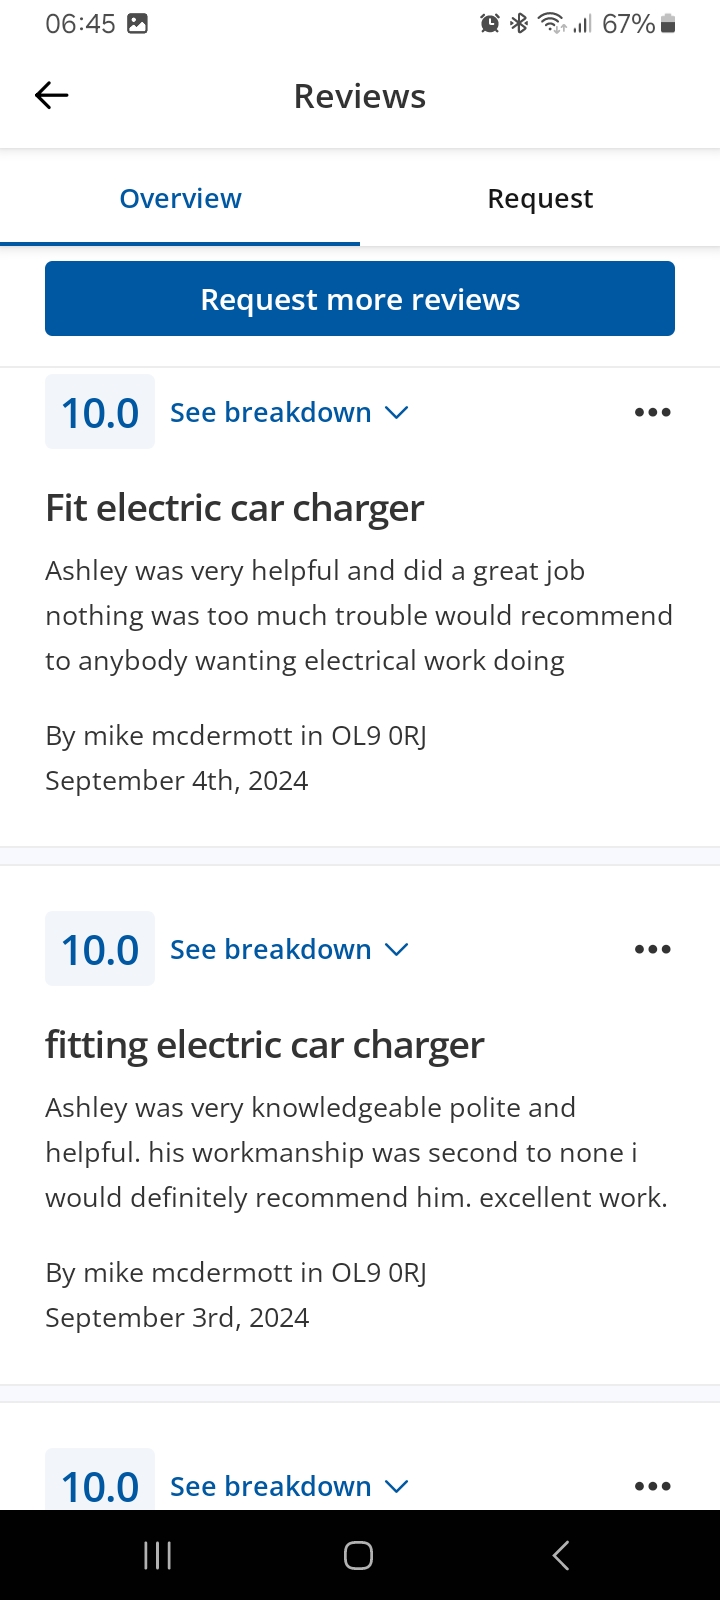 06:45
67%
Reviews
Overview
Request
Request more reviews
10.0 See breakdown
Fit electric car charger
Ashley was very helpful and did a great job
nothing was too much trouble would recommend
to anybody wanting electrical work doing
By mike mcdermott in OL9 0RJ
September 4th, 2024
10.0 See breakdown
fitting electric car charger
Ashley was very knowledgeable polite and
helpful. his workmanship was second to none i
would definitely recommend him. excellent work.
By mike mcdermott in OL9 0RJ
September 3rd, 2024
10.0 See breakdown